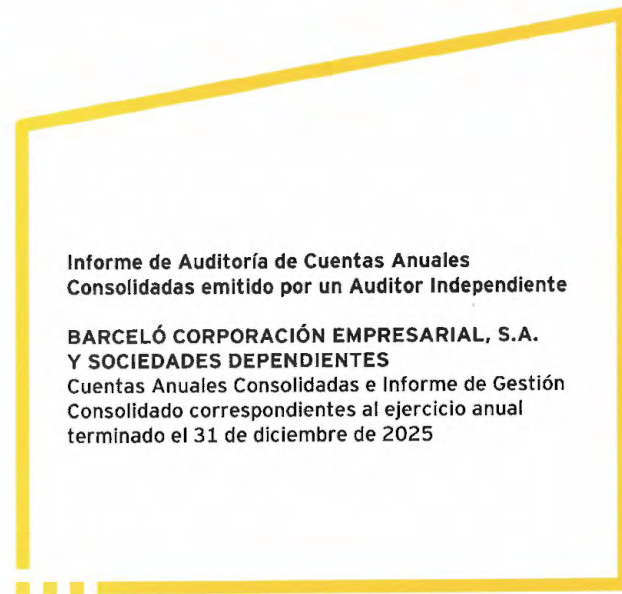 Informe de Auditoría de Cuentas Anuales
Consolidadas emitido por un Auditor Independiente
BARCELÓ CORPORACIÓN EMPRESARIAL, S.A.
Y SOCIEDADES DEPENDIENTES
Cuentas Anuales Consolidadas e Informe de Gestión
Consolidado correspondientes al ejercicio anual
terminado el 31 de diciembre de 2025